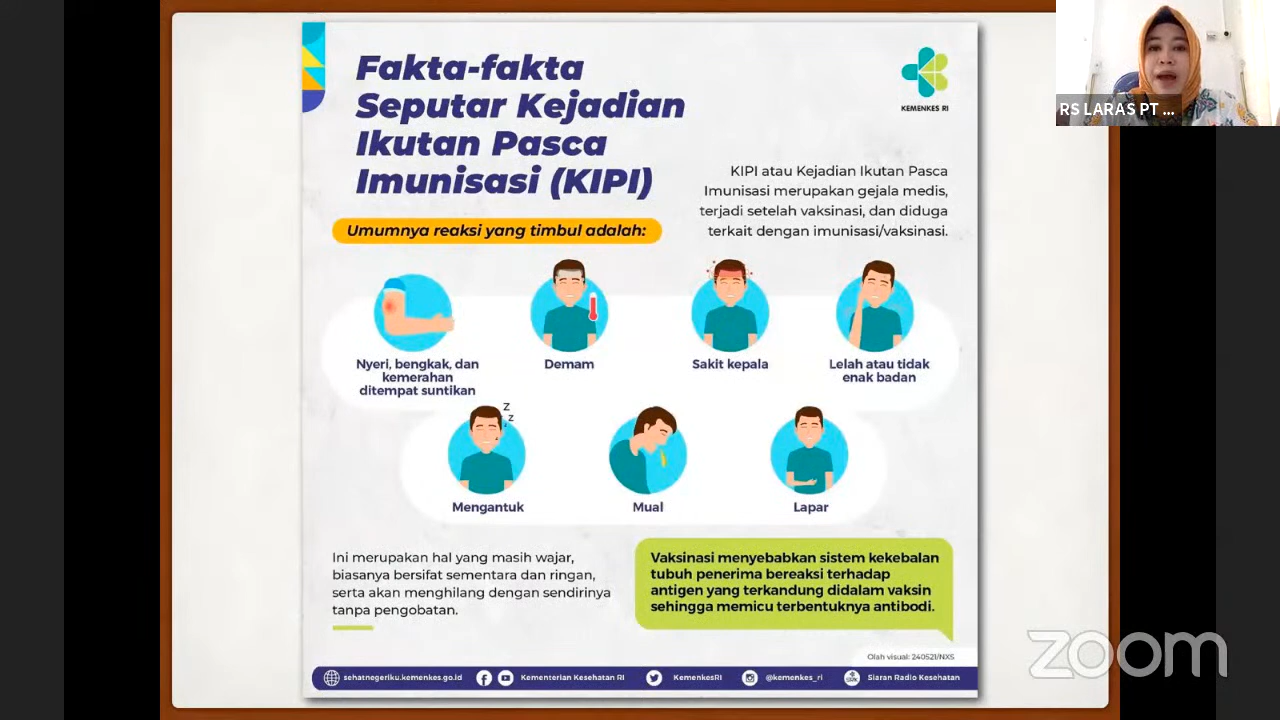 Fakta-fakta
Seputar Kejadian
Ikutan Pasca
Imunisasi (KIPI)
KEMENKES RI
RS LARAS PT ...
KIPI atau Kejadian Ikutan Pasca
Imunisasi merupakan gejala medis,
terjadi setelah vaksinasi, dan diduga
terkait dengan imunisasi/vaksinasi.
Umumnya reaksi yang timbul adalah:
Nyeri, bengkak, dan
kemerahan
ditempat suntikan
Demam
Sakit kepala
Lelah atau tidak
enak badan
Z
Z
Mengantuk
Mual
Lapar
Ini merupakan hal yang masih wajar,
biasanya bersifat sementara dan ringan,
serta akan menghilang dengan sendirinya
tanpa pengobatan.
Vaksinasi menyebabkan sistem kekebalan
tubuh penerima bereaksi terhadap
antigen yang terkandung didalam vaksin
sehingga memicu terbentuknya antibodi.
Olah visual: 240521/NXS
sehatnegeriku.kemenkes.go.id Kementerian Kesehatan RI KemenkesRI @kemenkes_ri Siaran Radio Kesehatan
zoom